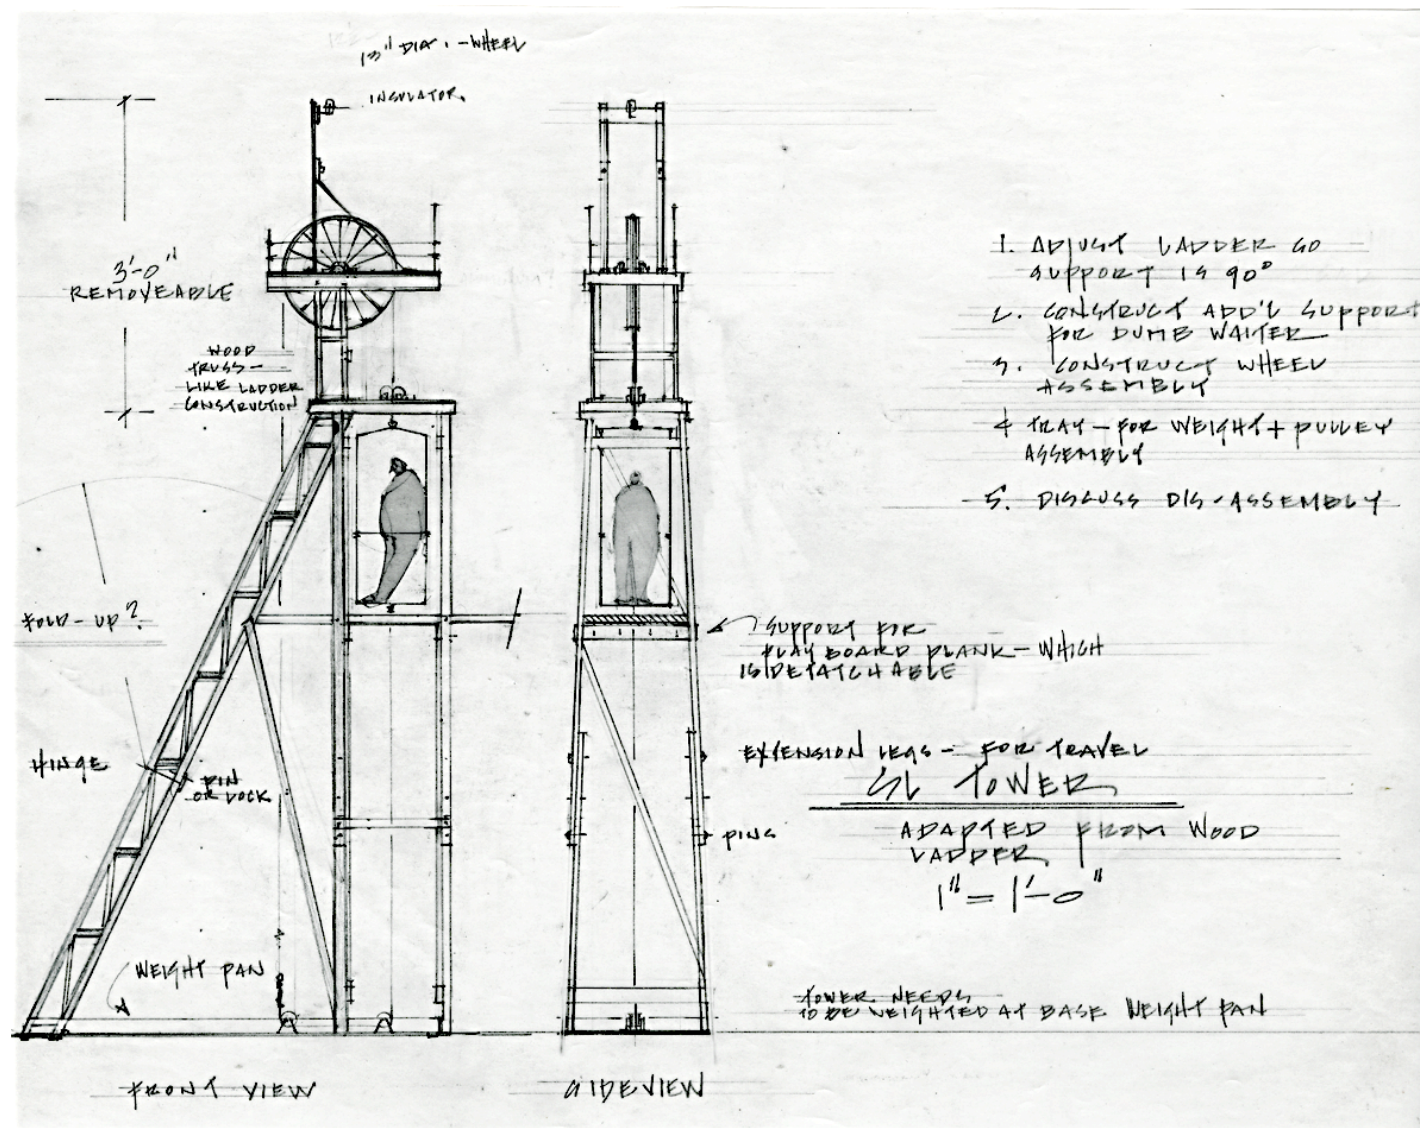 13" DIA. - WHEEL
INSULATOR.
3'-0"
REMOVEABLE
WOOD
TRUSS -
LIKE LADDER
CONSTRUCTION
FOLD-UP?
HINGE
PIN
OR LOCK
WEIGHT PAN
FRONT VIEW
SIDEVIEW
1. ADJUST LADDER SO
SUPPORT IS 90°
2. CONSTRUCT ADD'L SUPPORT
FOR DUMB WAITER
3. CONSTRUCT WHEEL
ASSEMBLY
4 TRAY - FOR WEIGHT + PULLEY
ASSEMBLY
5. DISCUSS DIS-ASSEMBLY
SUPPORT FOR
PLAY BOARD PLANK - WHICH
IS DETATCHABLE
EXTENSION LEGS - FOR TRAVEL
SL TOWER
PINS
ADAPTED FROM WOOD
LADDER
1" = 1'-0"
TOWER NEEDS
TO BE WEIGHTED AT BASE WEIGHT PAN